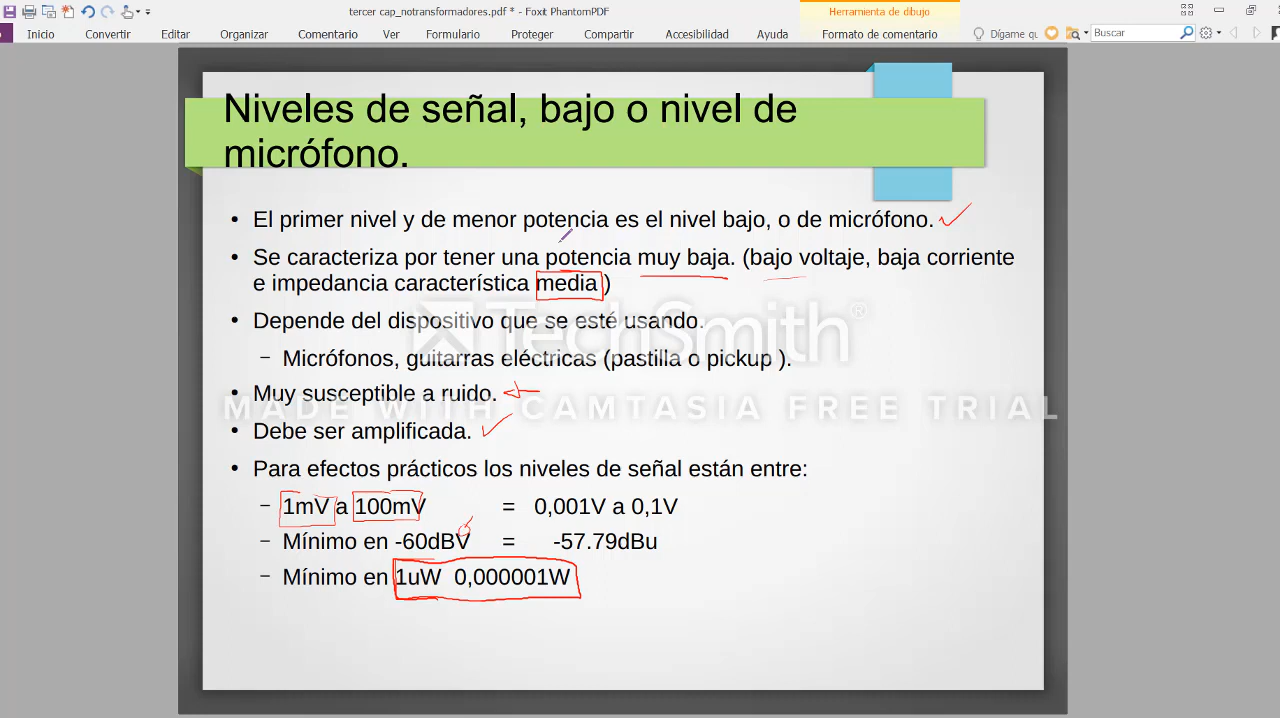 tercer cap_notransformadores.pdf * - Foxit PhantomPDF
Herramienta de dibujo
Inicio Convertir Editar Organizar Comentario Ver Formulario Proteger Compartir Accesibilidad Ayuda Formato de comentario Dígame qu Buscar
Niveles de señal, bajo o nivel de
micrófono.
• El primer nivel y de menor potencia es el nivel bajo, o de micrófono.
• Se caracteriza por tener una potencia muy baja. (bajo voltaje, baja corriente
e impedancia característica media )
• Depende del dispositivo que se esté usando.
– Micrófonos, guitarras eléctricas (pastilla o pickup ).
TechSmith®
• Muy susceptible a ruido.
MADE WITH CAMTASIA FREE TRIAL
• Debe ser amplificada.
• Para efectos prácticos los niveles de señal están entre:
– 1mV a 100mV = 0,001V a 0,1V
– Mínimo en -60dBV = -57.79dBu
– Mínimo en 1uW 0,000001W